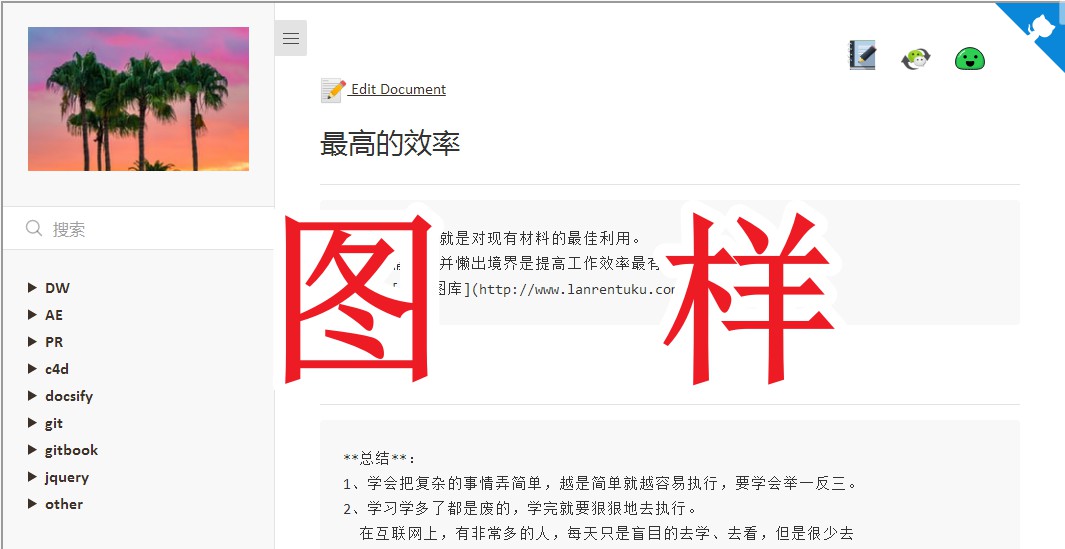 Edit Document
最高的效率
搜索
图 样
就是对现有材料的最佳利用。
并懒出境界是提高工作效率最
图库](http://www.lanrentuku.co
DW
AE
PR
c4d
docsify
git
gitbook
jquery
other
**总结**:
1、学会把复杂的事情弄简单，越是简单就越容易执行，要学会举一反三。
2、学习学多了都是废的，学完就要狠狠地去执行。
在互联网上，有非常多的人，每天只是盲目的去学、去看，但是很少去